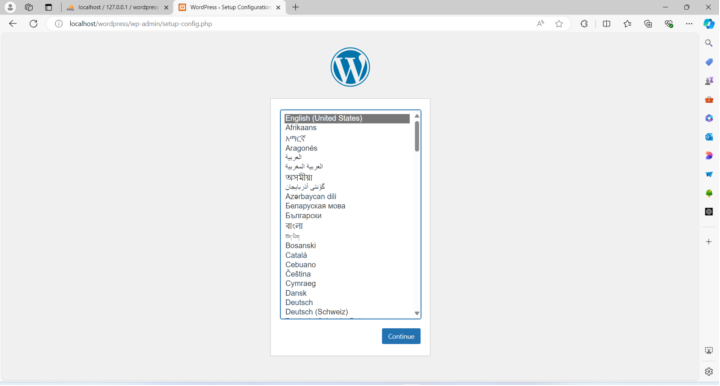 localhost / 127.0.0.1 / wordpress
WordPress › Setup Configuration
localhost/wordpress/wp-admin/setup-config.php
English (United States)
Afrikaans
አማርኛ
Aragonés
العربية
العربية المغربية
অসমীয়া
گؤنئی آذربایجان
Azərbaycan dili
Беларуская мова
Български
বাংলা
བོད་ཡིག
Bosanski
Català
Cebuano
Čeština
Cymraeg
Dansk
Deutsch
Deutsch (Schweiz)
Continue